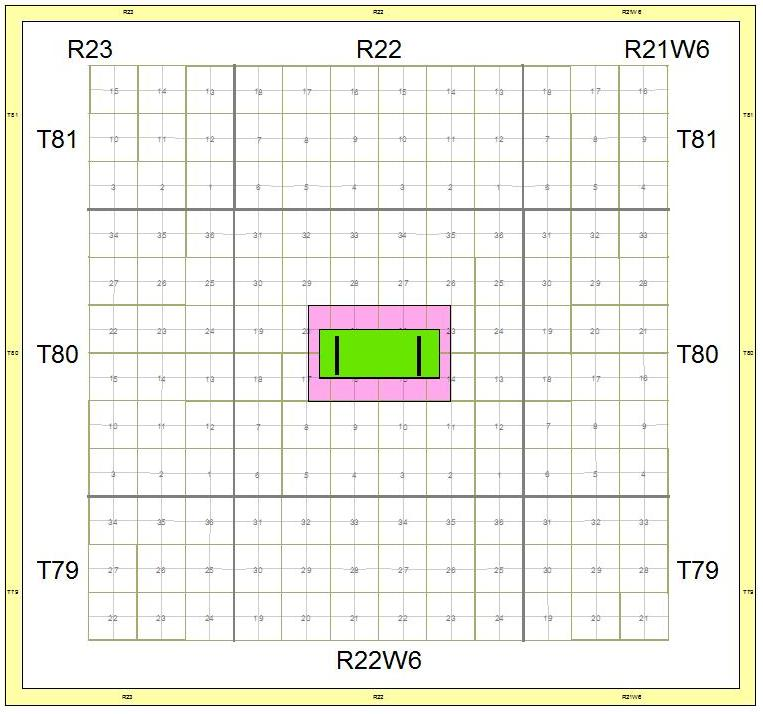 R23 R22 R21W6
R23 R22 R21W6
15 14 13 18 17 16 15 14 13 18 17 16
T81 T81
T81 10 11 12 7 8 9 10 11 12 7 8 9 T81
3 2 1 6 5 4 3 2 1 6 5 4
34 35 36 31 32 33 34 35 36 31 32 33
27 26 25 30 29 28 27 26 25 30 29 28
22 23 24 19 23 24 19 20 21
T80 T80 T80 T80
15 14 13 18 14 13 18 17 16
10 11 12 7 8 9 10 11 12 7 8 9
3 2 1 6 5 4 3 2 1 6 5 4
34 35 36 31 32 33 34 35 36 31 32 33
T79 27 26 25 30 29 28 27 26 25 30 29 28 T79
T79 T79
22 23 24 19 20 21 22 23 24 19 20 21
R22W6
R23 R22 R21W6